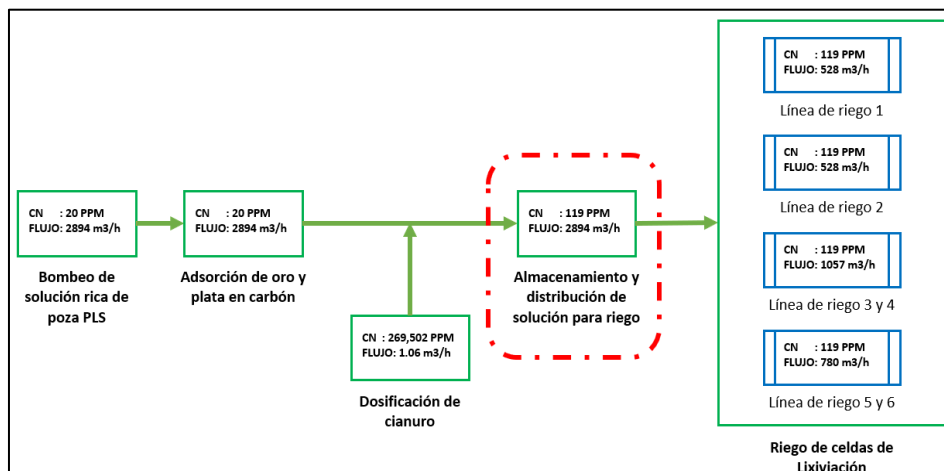 CN : 20 PPM
FLUJO: 2894 m3/h
Bombeo de
solución rica de
poza PLS
CN : 20 PPM
FLUJO: 2894 m3/h
Adsorción de oro y
plata en carbón
CN : 269,502 PPM
FLUJO: 1.06 m3/h
Dosificación de
cianuro
CN : 119 PPM
FLUJO: 2894 m3/h
Almacenamiento y
distribución de
solución para riego
CN : 119 PPM
FLUJO: 528 m3/h
Línea de riego 1
CN : 119 PPM
FLUJO: 528 m3/h
Línea de riego 2
CN : 119 PPM
FLUJO: 1057 m3/h
Línea de riego 3 y 4
CN : 119 PPM
FLUJO: 780 m3/h
Línea de riego 5 y 6
Riego de celdas de
Lixiviación